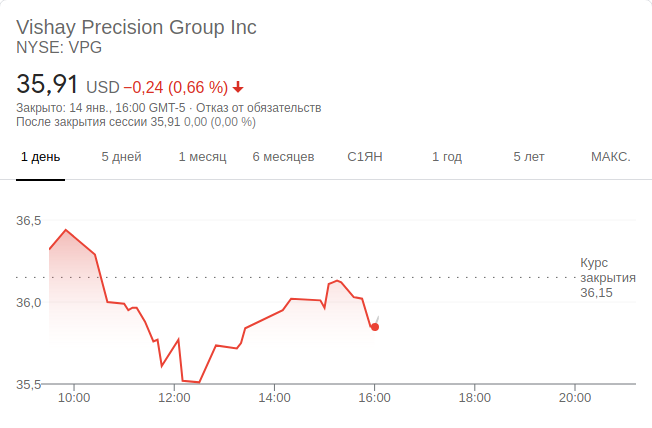 Vishay Precision Group Inc
NYSE: VPG
35,91 USD −0,24 (0,66 %)
Закрыто: 14 янв., 16:00 GMT-5 · Отказ от обязательств
После закрытия сессии 35,91 0,00 (0,00 %)
1 день 5 дней 1 месяц 6 месяцев С1ЯН 1 год 5 лет МАКС.
36,5
Курс
закрытия
36,15
36,0
35,5
10:00 12:00 14:00 16:00 18:00 20:00